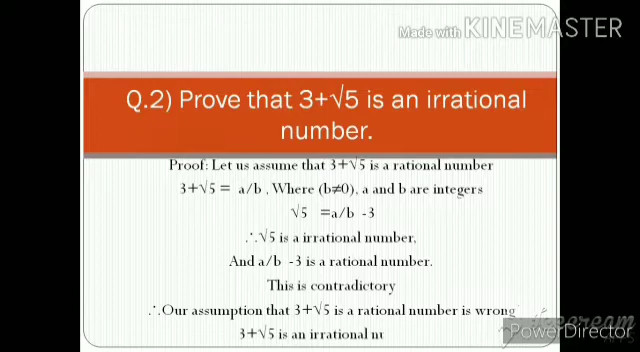 Made with KINEMASTER
Q.2) Prove that 3+√5 is an irrational
number.
Proof: Let us assume that 3+√5 is a rational number
3+√5 = a/b , Where (b≠0), a and b are integers
√5 =a/b -3
∴√5 is a irrational number,
And a/b -3 is a rational number.
This is contradictory
∴Our assumption that 3+√5 is a rational number is wrong
3+√5 is an irrational nu
PowerDirector